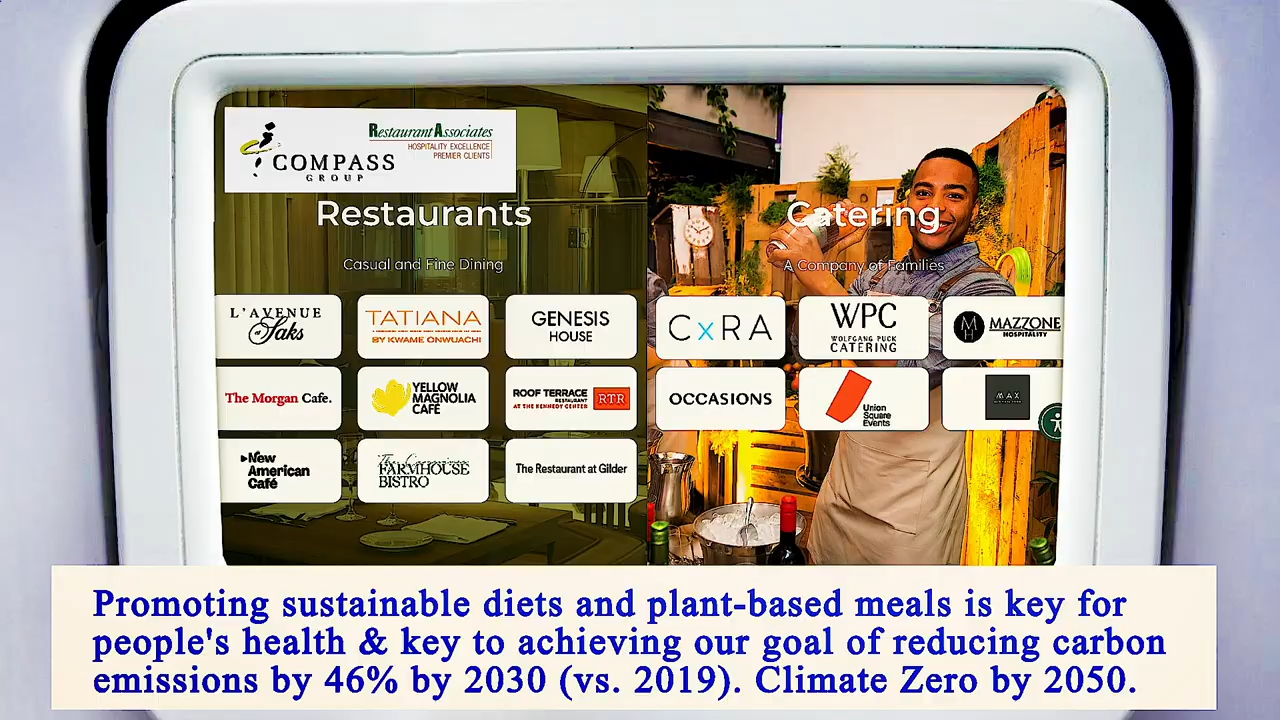 COMPASS
GROUP
Restaurant Associates
HOSPITALITY EXCELLENCE
PREMIER CLIENTS
Restaurants
Casual and Fine Dining
L'AVENUE
at Saks
TATIANA
BY KWAME ONWUACHI
GENESIS
HOUSE
The Morgan Cafe.
YELLOW
MAGNOLIA
CAFÉ
ROOF TERRACE
RESTAURANT
AT THE KENNEDY CENTER
RTR
New
American
Café
FARMHOUSE
BISTRO
The Restaurant at Gilder
Catering
A Company of Families
CxRA
WPC
WOLFGANG PUCK
CATERING
MH
MAZZONE
HOSPITALITY
OCCASIONS
Union
Square
Events
MAX
Promoting sustainable diets and plant-based meals is key for
people's health & key to achieving our goal of reducing carbon
emissions by 46% by 2030 (vs. 2019). Climate Zero by 2050.